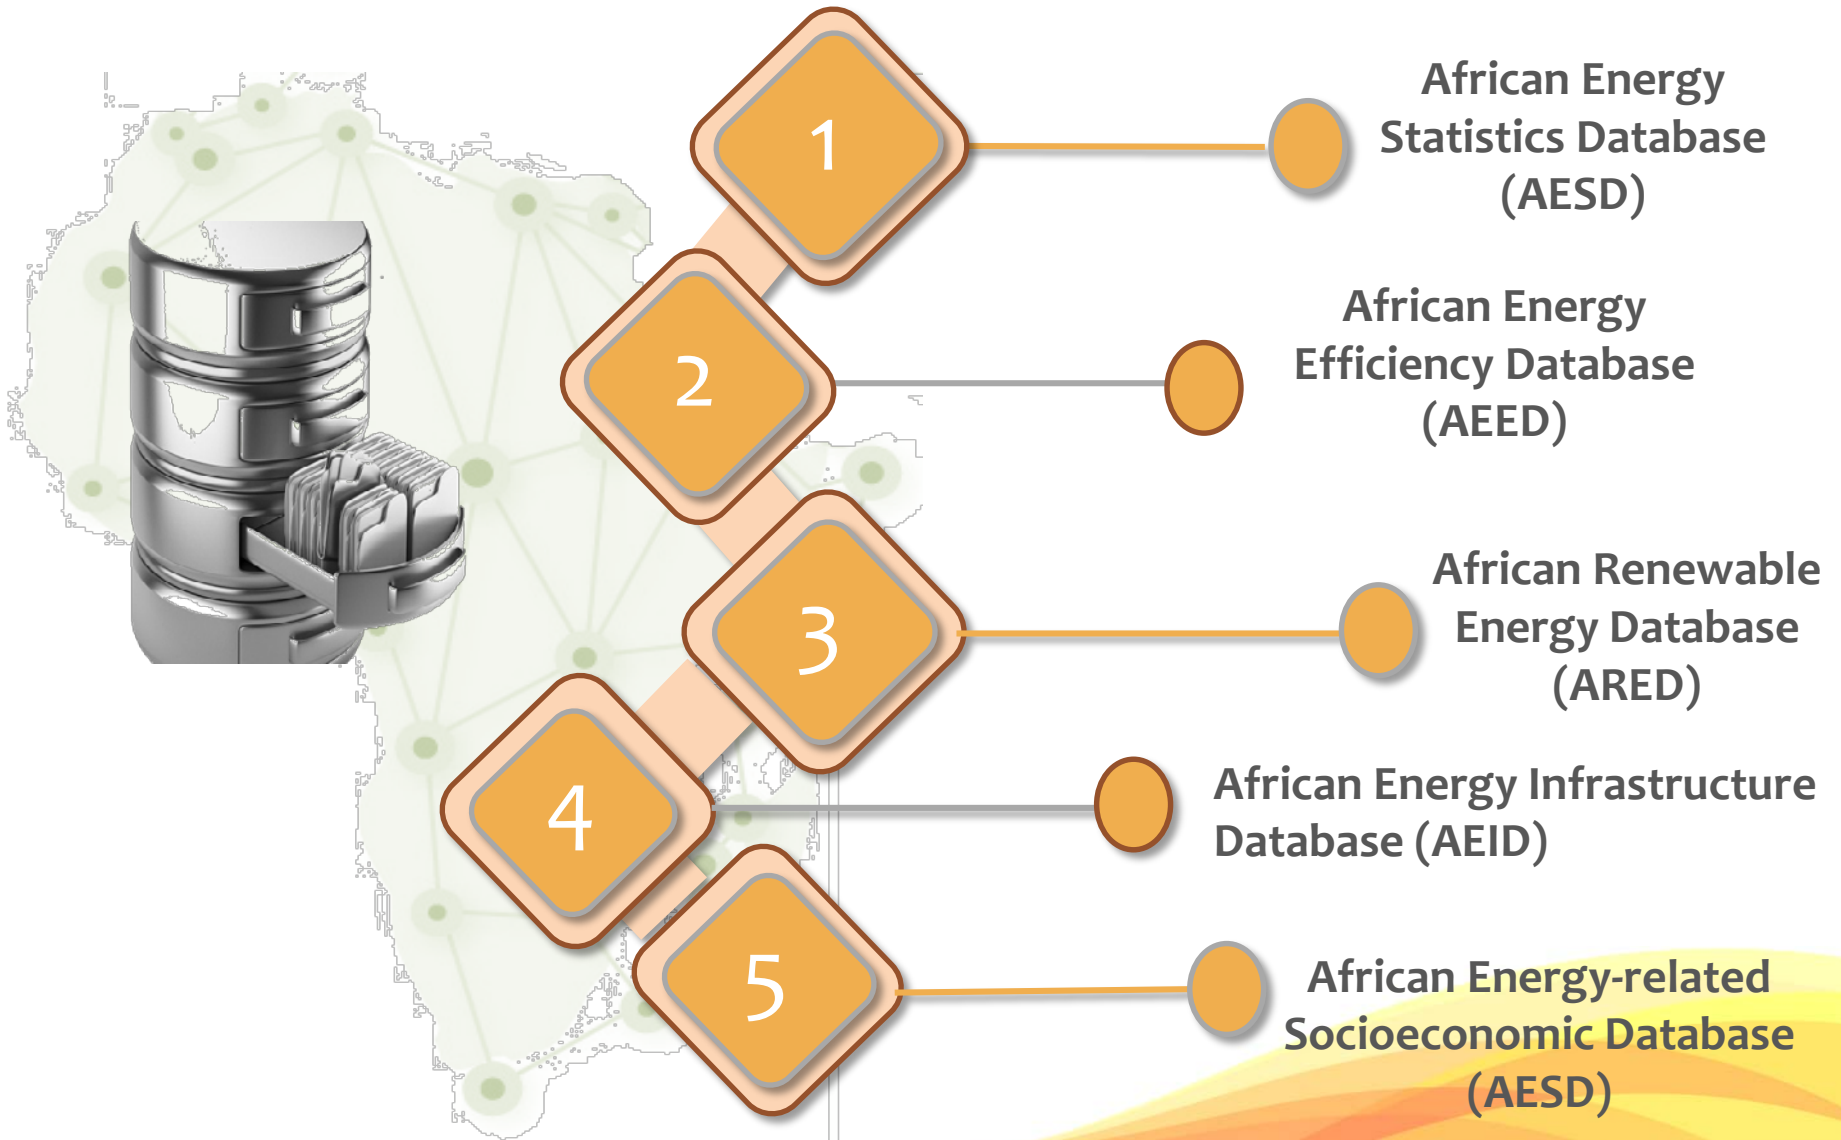 1
African Energy
Statistics Database
(AESD)
2
African Energy
Efficiency Database
(AEED)
3
African Renewable
Energy Database
(ARED)
4
African Energy Infrastructure
Database (AEID)
5
African Energy-related
Socioeconomic Database
(AESD)